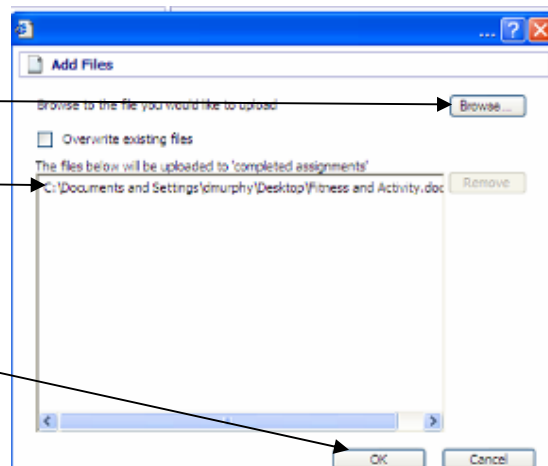 ... ?
Add Files
Browse to the file you would like to upload
Browse...
Overwrite existing files
The files below will be uploaded to 'completed assignments'
C:\Documents and Settings\dmurphy\Desktop\Fitness and Activity.doc
Remove
OK
Cancel